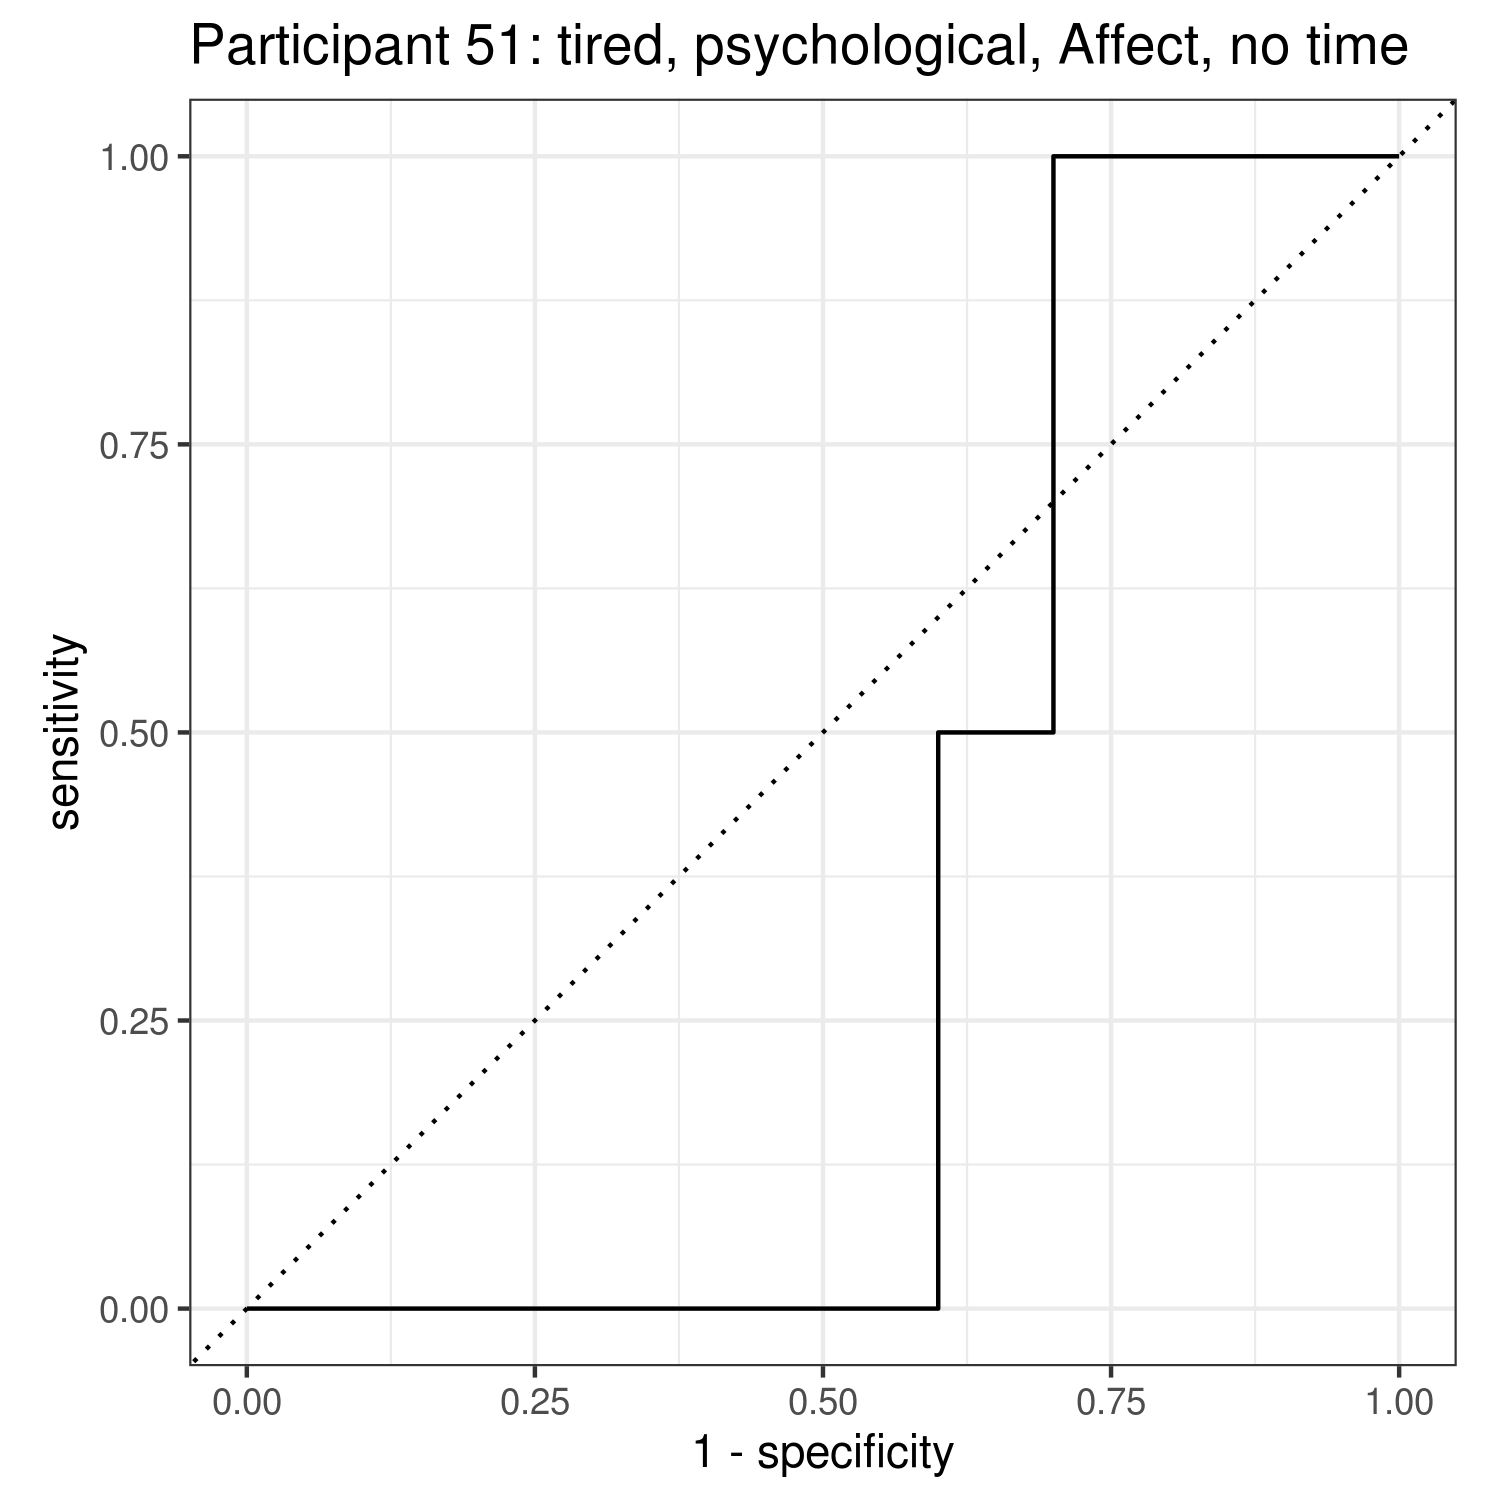 Participant 51: tired, psychological, Affect, no time
1.00
0.75
0.50
0.25
0.00
sensitivity
0.00 0.25 0.50 0.75 1.00
1 - specificity